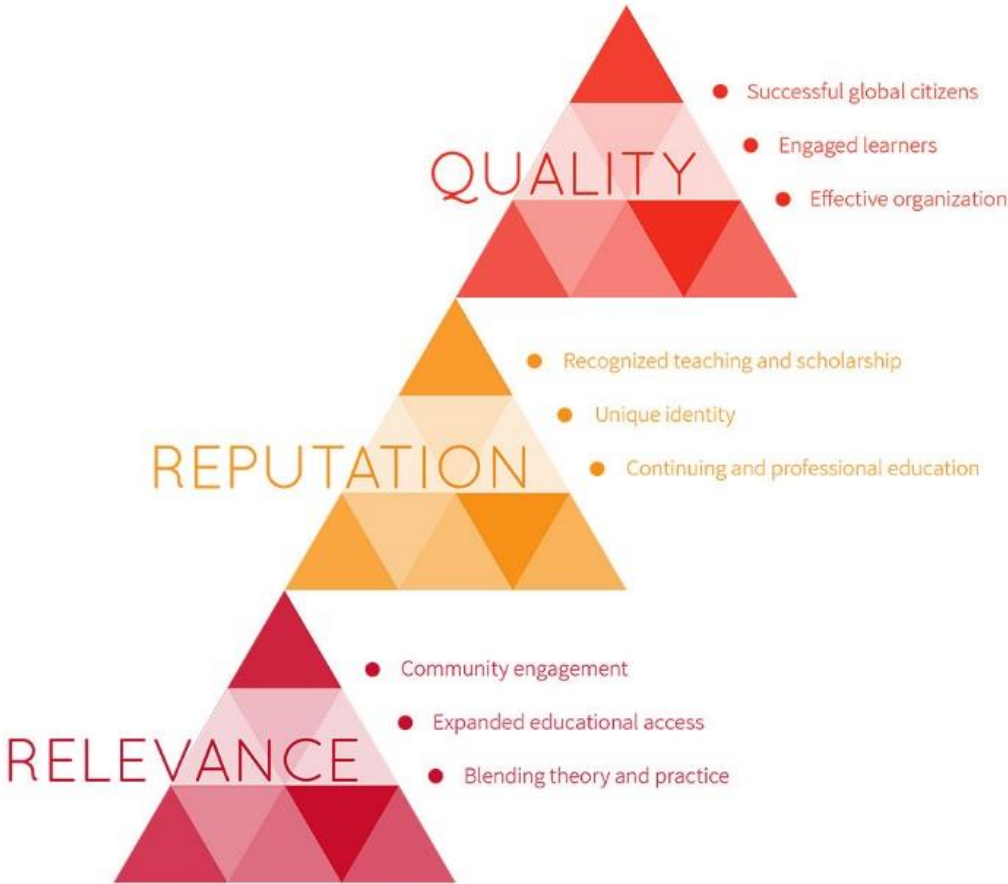 QUALITY
Successful global citizens
Engaged learners
Effective organization
REPUTATION
Recognized teaching and scholarship
Unique identity
Continuing and professional education
RELEVANCE
Community engagement
Expanded educational access
Blending theory and practice